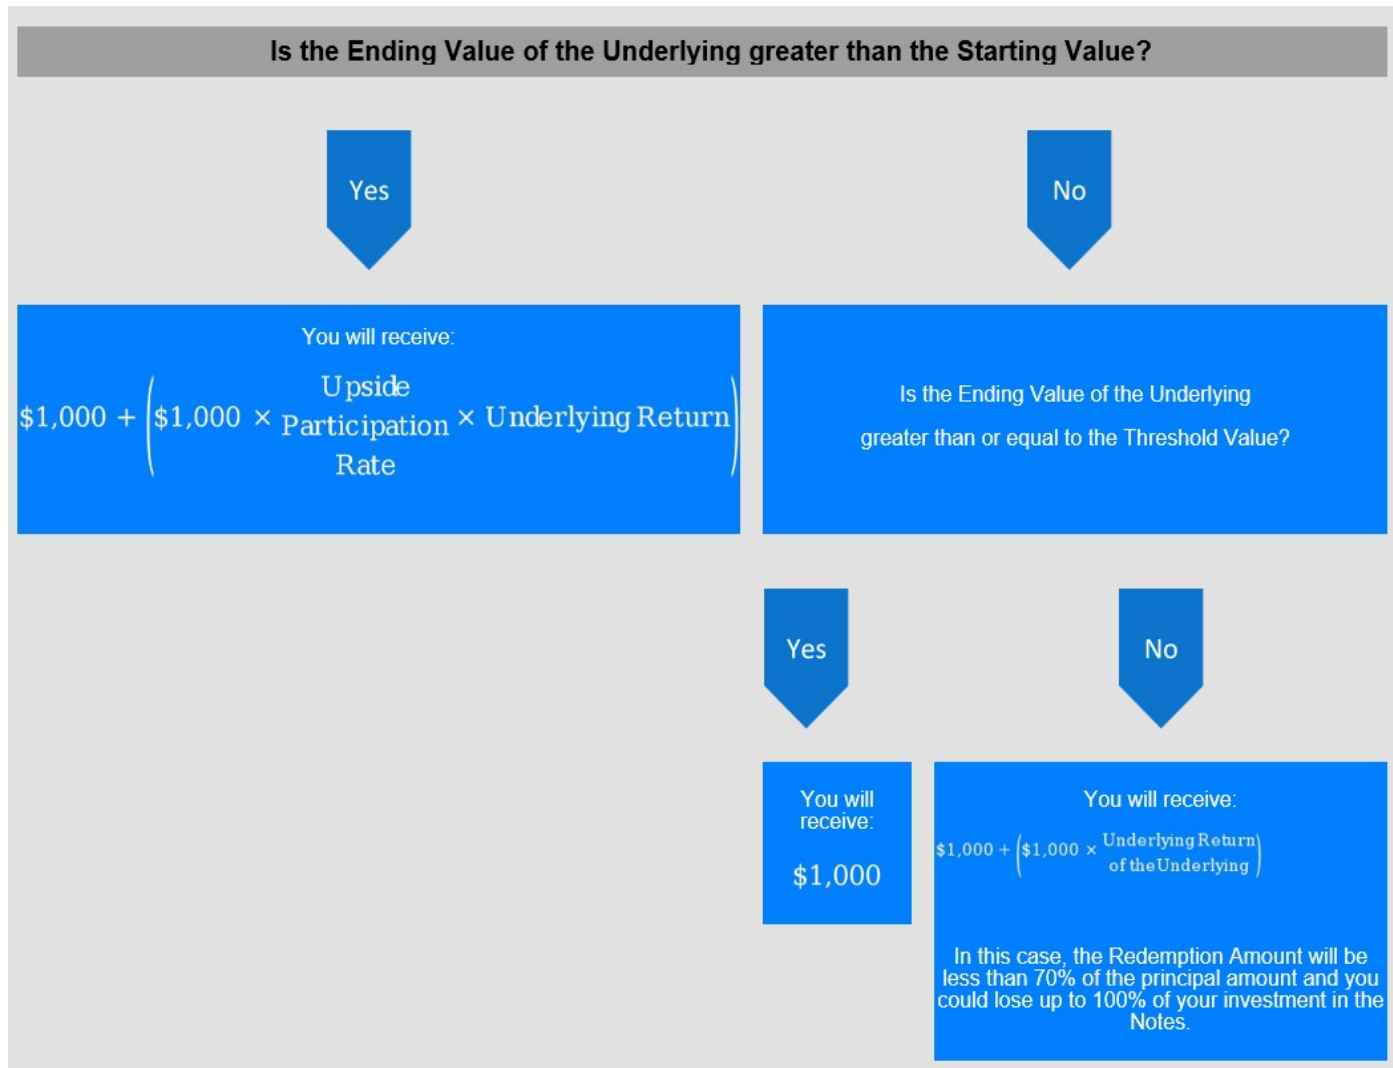 Is the Ending Value of the Underlying greater than the Starting Value?
Yes
No
You will receive:
$1,000 + ($1,000 × Upside Participation Rate × Underlying Return)
Is the Ending Value of the Underlying
greater than or equal to the Threshold Value?
Yes
No
You will
receive:
$1,000
You will receive:
$1,000 + ($1,000 × Underlying Return of the Underlying)
In this case, the Redemption Amount will be
less than 70% of the principal amount and you
could lose up to 100% of your investment in the
Notes.